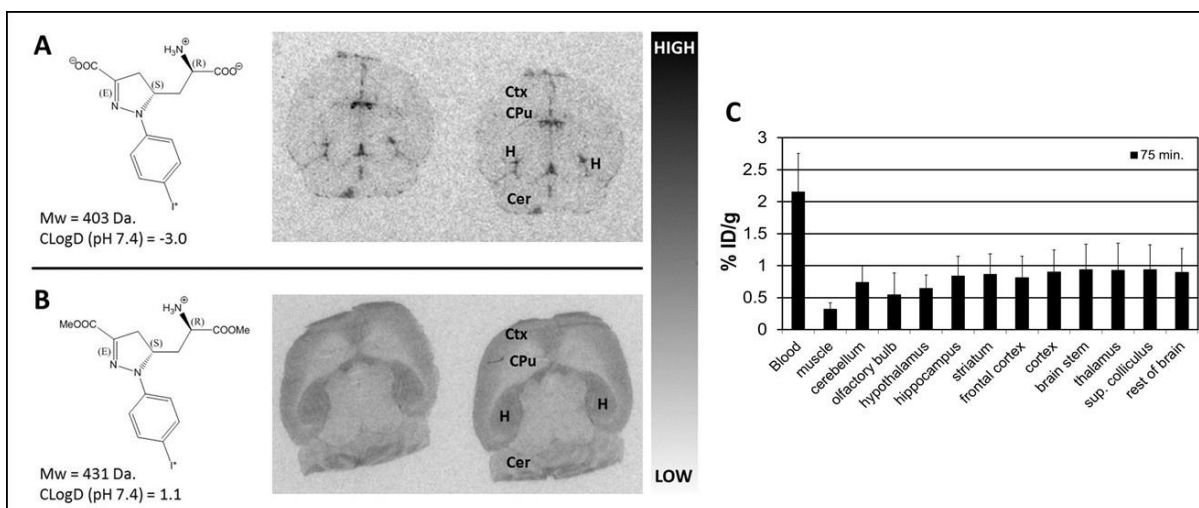 A
H₃N⊕
⊖OOC
COO⊖
(R)
(S)
(E)
N
N
I*
Mw = 403 Da.
CLogD (pH 7.4) = -3.0
Ctx
CPu
H
H
Cer
B
H₃N⊕
MeOOC
COOMe
(R)
(S)
(E)
N
N
I*
Mw = 431 Da.
CLogD (pH 7.4) = 1.1
Ctx
CPu
H
H
Cer
HIGH
LOW
C
75 min.
% ID/g
3
2.5
2
1.5
1
0.5
0
Blood
muscle
cerebellum
olfactory bulb
hypothalamus
hippocampus
striatum
frontal cortex
cortex
brain stem
thalamus
sup. colliculus
rest of brain